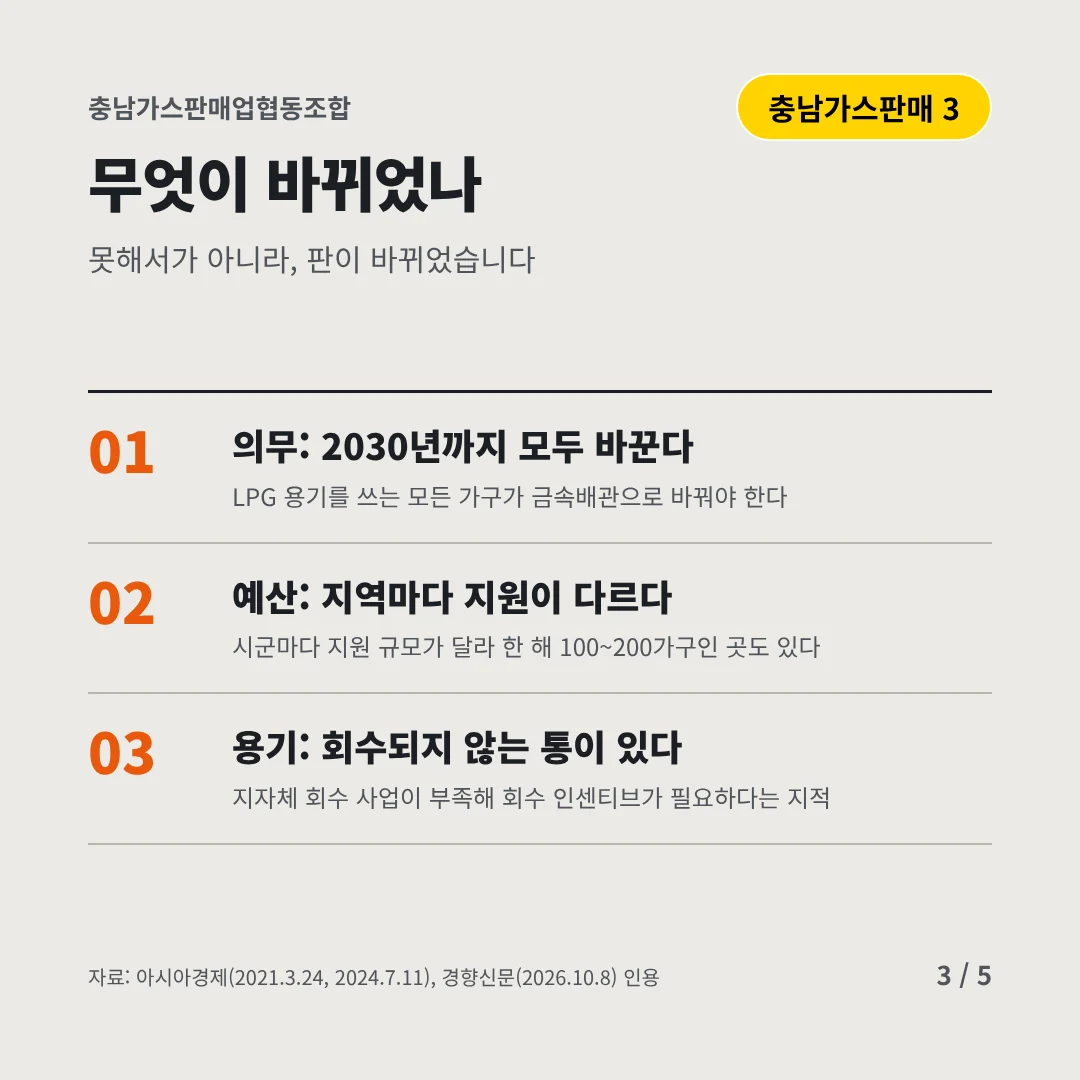 충남가스판매업협동조합
충남가스판매 3
무엇이 바뀌었나
못해서가 아니라, 판이 바뀌었습니다
01
의무: 2030년까지 모두 바꾼다
LPG 용기를 쓰는 모든 가구가 금속배관으로 바꿔야 한다
02
예산: 지역마다 지원이 다르다
시군마다 지원 규모가 달라 한 해 100~200가구인 곳도 있다
03
용기: 회수되지 않는 통이 있다
지자체 회수 사업이 부족해 회수 인센티브가 필요하다는 지적
자료: 아시아경제(2021.3.24, 2024.7.11), 경향신문(2026.10.8) 인용
3 / 5